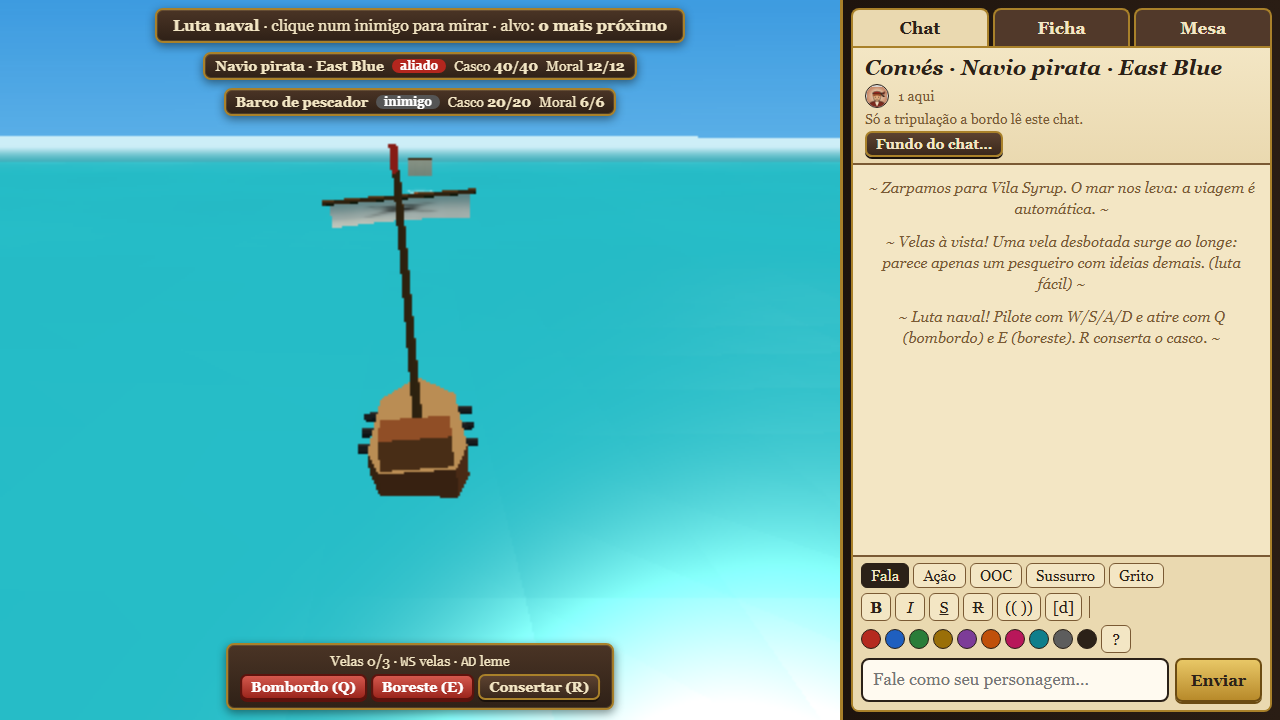 Luta naval · clique num inimigo para mirar · alvo: o mais próximo
Navio pirata · East Blue aliado Casco 40/40 Moral 12/12
Barco de pescador inimigo Casco 20/20 Moral 6/6
Velas 0/3 · WS velas · AD leme
Bombordo (Q) Boreste (E) Consertar (R)
Chat Ficha Mesa
Convés · Navio pirata · East Blue
1 aqui
Só a tripulação a bordo lê este chat.
Fundo do chat...
~ Zarpamos para Vila Syrup. O mar nos leva: a viagem é
automática. ~
~ Velas à vista! Uma vela desbotada surge ao longe:
parece apenas um pesqueiro com ideias demais. (luta
fácil) ~
~ Luta naval! Pilote com W/S/A/D e atire com Q
(bombordo) e E (boreste). R conserta o casco. ~
Fala Ação OOC Sussurro Grito
B I S R (( )) [d]
?
Fale como seu personagem... Enviar